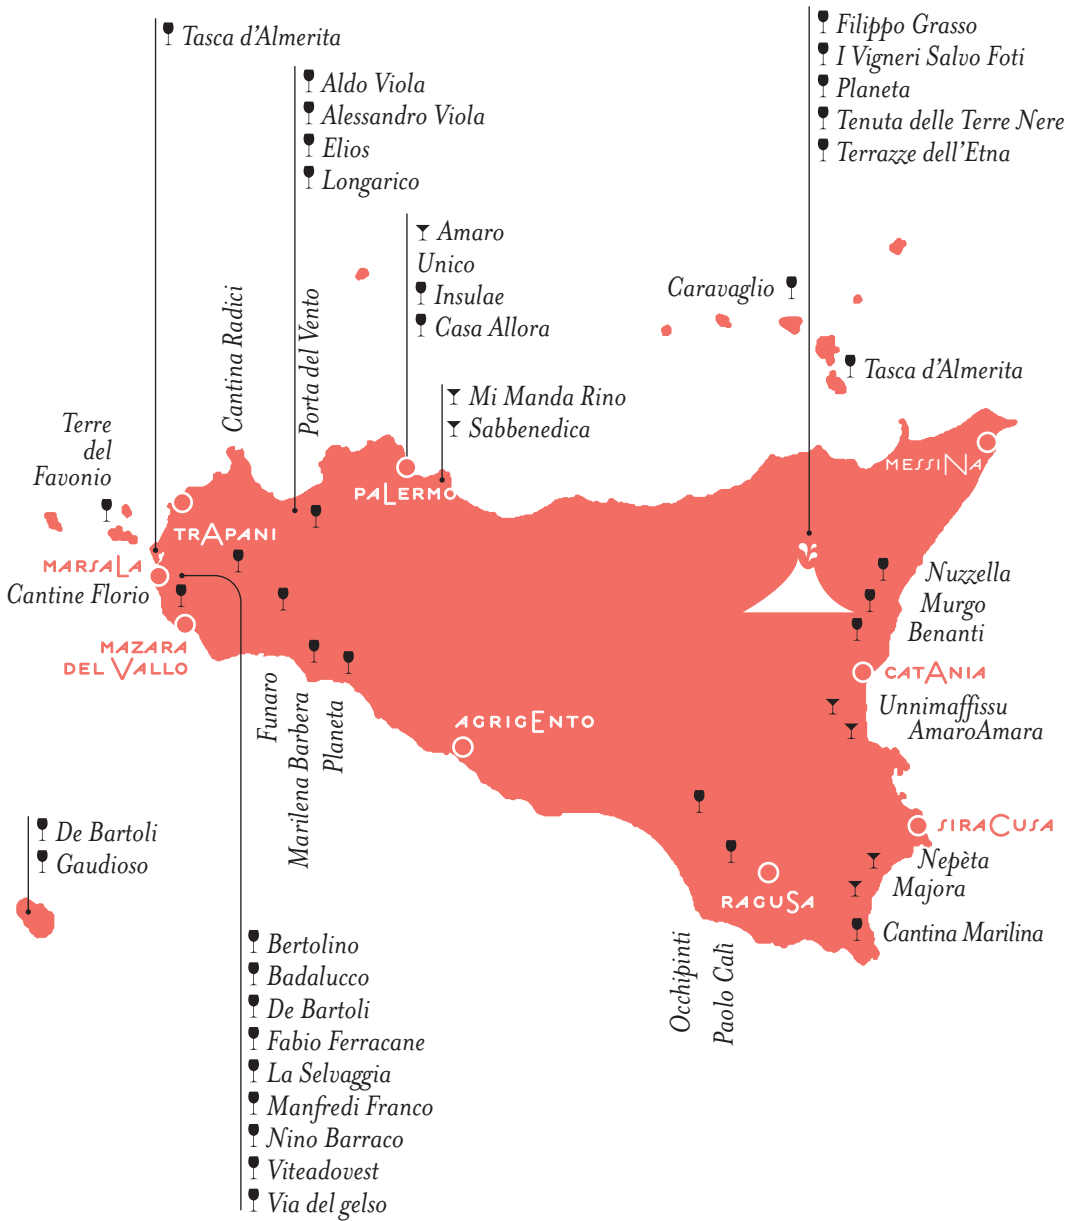 Tasca d'Almerita
Aldo Viola
Alessandro Viola
Elios
Longarico
Amaro
Unico
Insulae
Casa Allora
Mi Manda Rino
Sabbenedica
Filippo Grasso
I Vigneri Salvo Foti
Planeta
Tenuta delle Terre Nere
Terrazze dell'Etna
Caravaglio
Tasca d'Almerita
Cantina Radici
Porta del Vento
Terre
del
Favonio
MESSINA
PALERMO
TRAPANI
MARSALA
Cantine Florio
MAZARA
DEL VALLO
Nuzzella
Murgo
Benanti
CATANIA
Unnimaffissu
AmaroAmara
Funaro
Marilena Barbera
Planeta
AGRIGENTO
SIRACUSA
Nepèta
Majora
Cantina Marilina
RAGUSA
Occhipinti
Paolo Calì
De Bartoli
Gaudioso
Bertolino
Badalucco
De Bartoli
Fabio Ferracane
La Selvaggia
Manfredi Franco
Nino Barraco
Viteadovest
Via del gelso